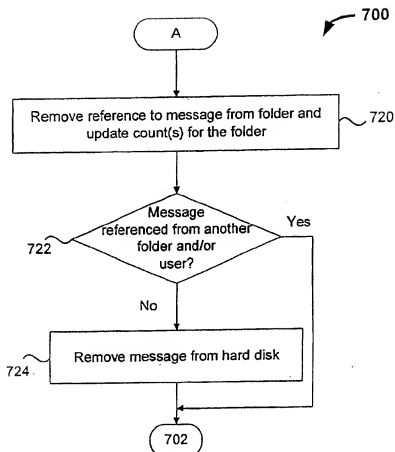 700
A
Remove reference to message from folder and
update count(s) for the folder
720
Message
referenced from another
folder and/or
user?
Yes
722
No
Remove message from hard disk
724
702